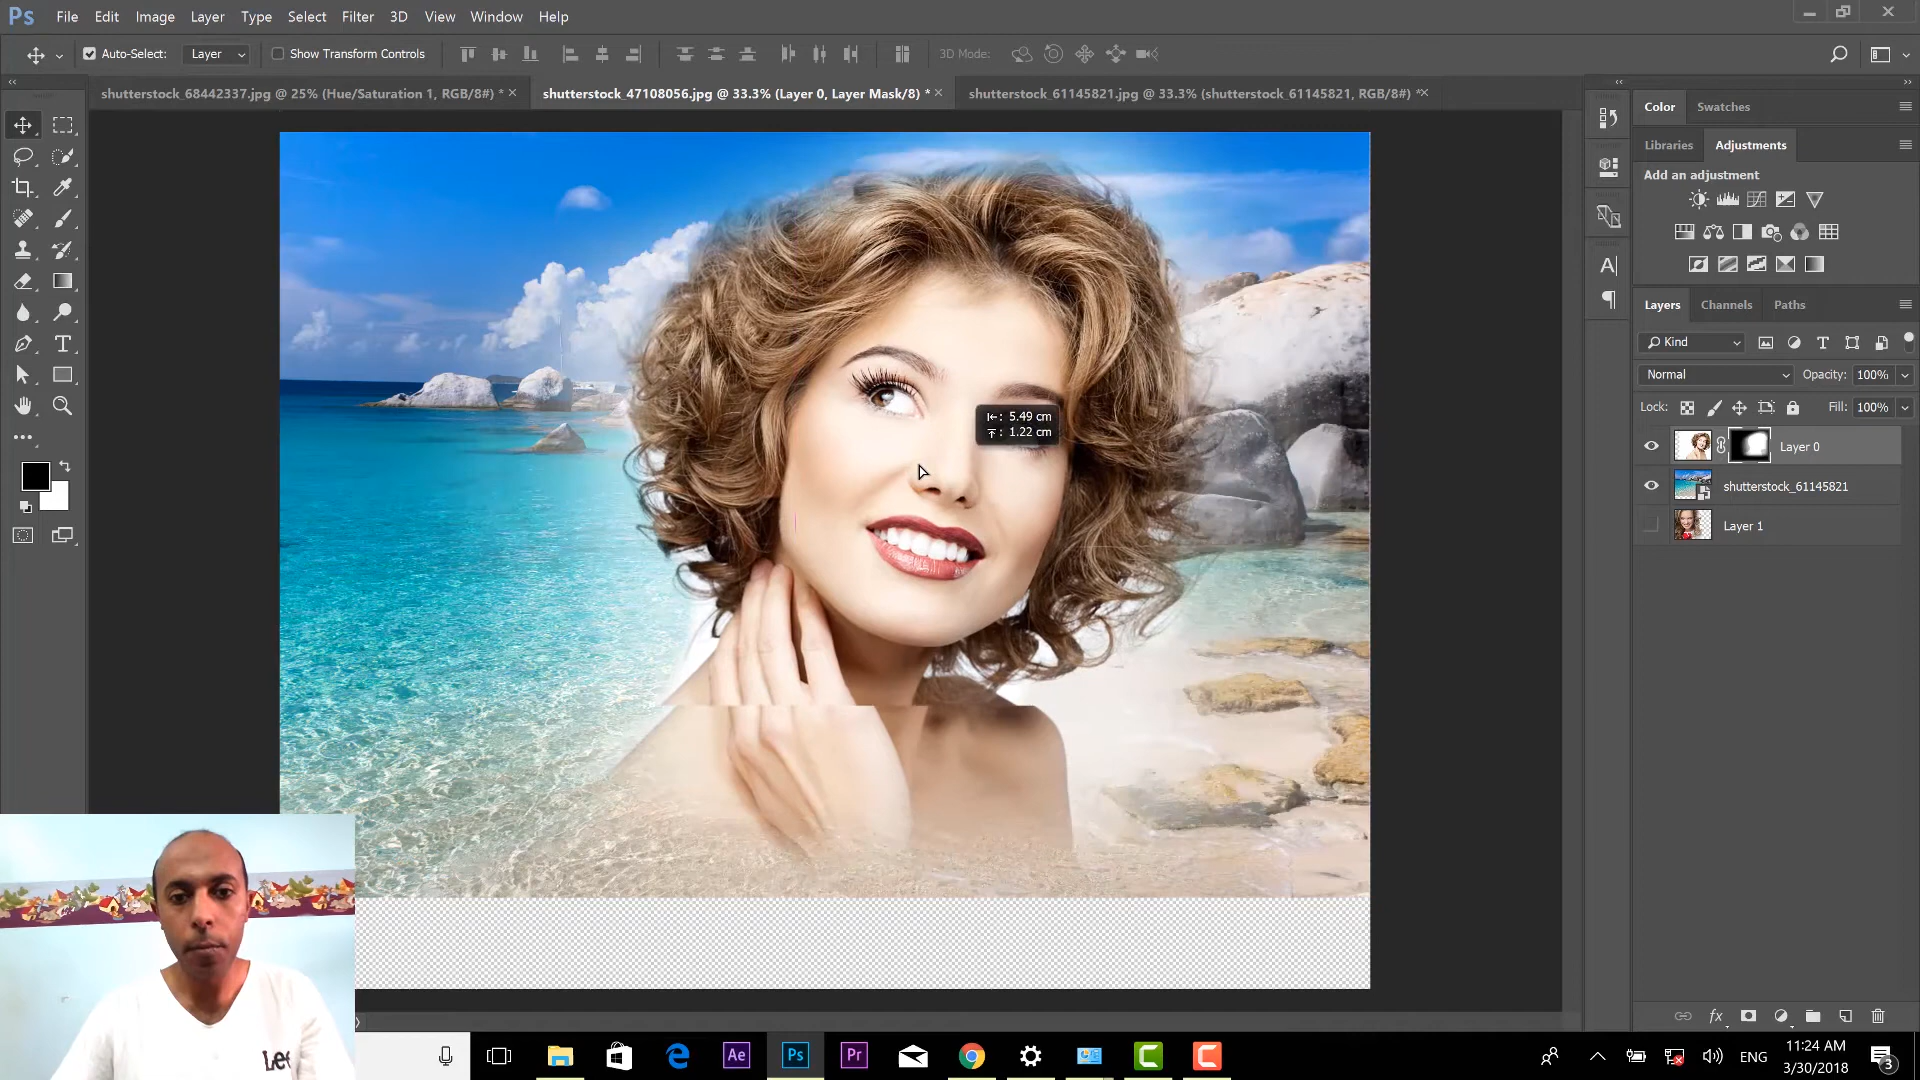 Ps File Edit Image Layer Type Select Filter 3D View Window Help
Auto-Select: Layer Show Transform Controls 3D Mode:
shutterstock_68442337.jpg @ 25% (Hue/Saturation 1, RGB/8#) * shutterstock_47108056.jpg @ 33.3% (Layer 0, Layer Mask/8) * shutterstock_61145821.jpg @ 33.3% (shutterstock_61145821, RGB/8#) *
Color Swatches
Libraries Adjustments
Add an adjustment
Layers Channels Paths
Kind
Normal Opacity: 100%
Lock: Fill: 100%
Layer 0
shutterstock_61145821
Layer 1
5.49 cm
1.22 cm
Lee
Ae Ps Pr
ENG
11:24 AM
3/30/2018
3